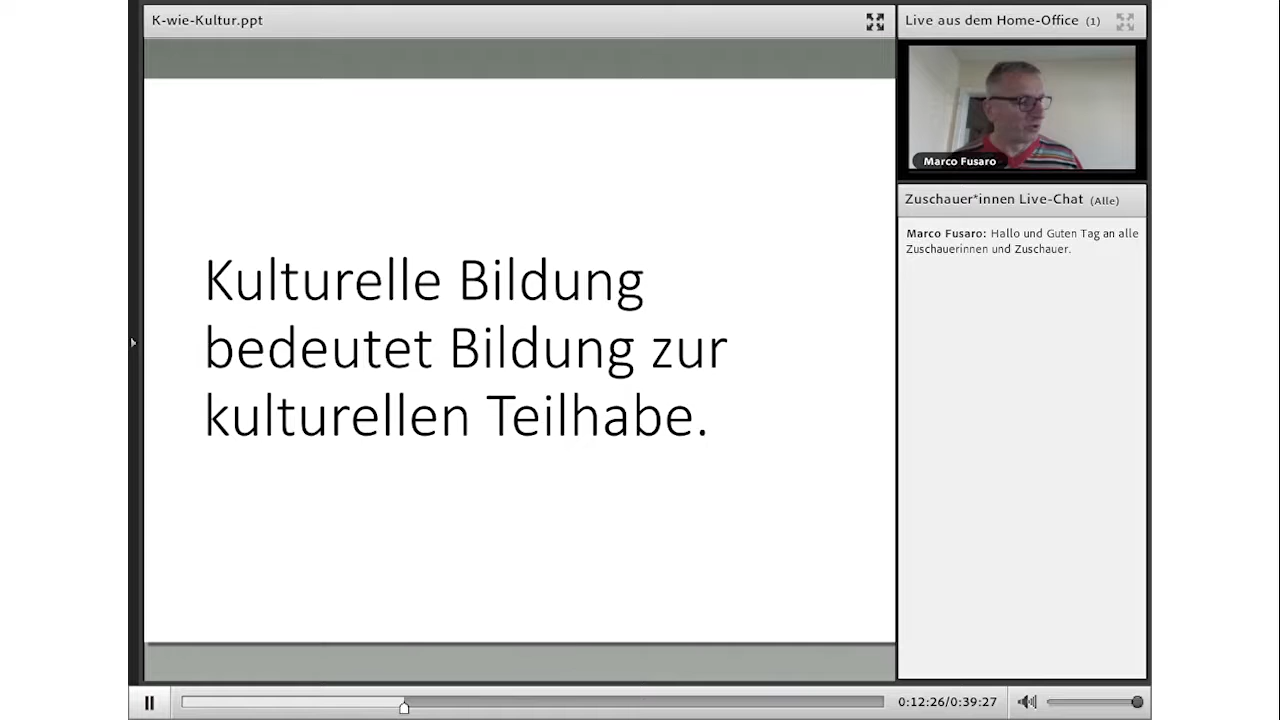 K-wie-Kultur.ppt
Kulturelle Bildung
bedeutet Bildung zur
kulturellen Teilhabe.
Live aus dem Home-Office (1)
Marco Fusaro
Zuschauer*innen Live-Chat (Alle)
Marco Fusaro: Hallo und Guten Tag an alle
Zuschauerinnen und Zuschauer.
0:12:26/0:39:27